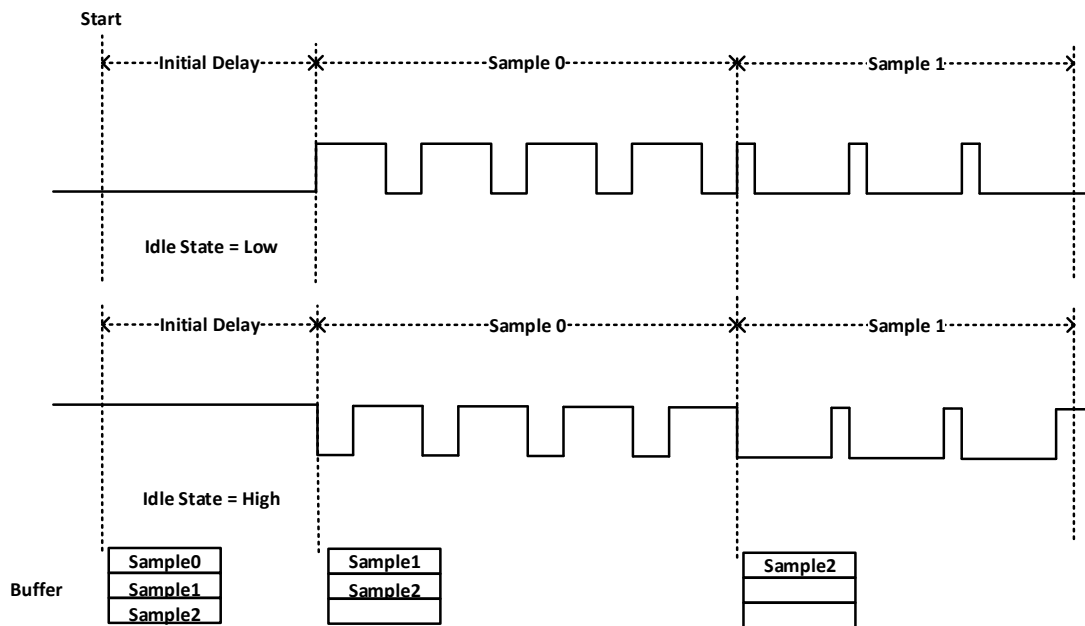 Start
Initial Delay Sample 0 Sample 1
Idle State = Low
Initial Delay Sample 0 Sample 1
Idle State = High
Sample0 Sample1 Sample2
Buffer Sample1 Sample2
Sample2